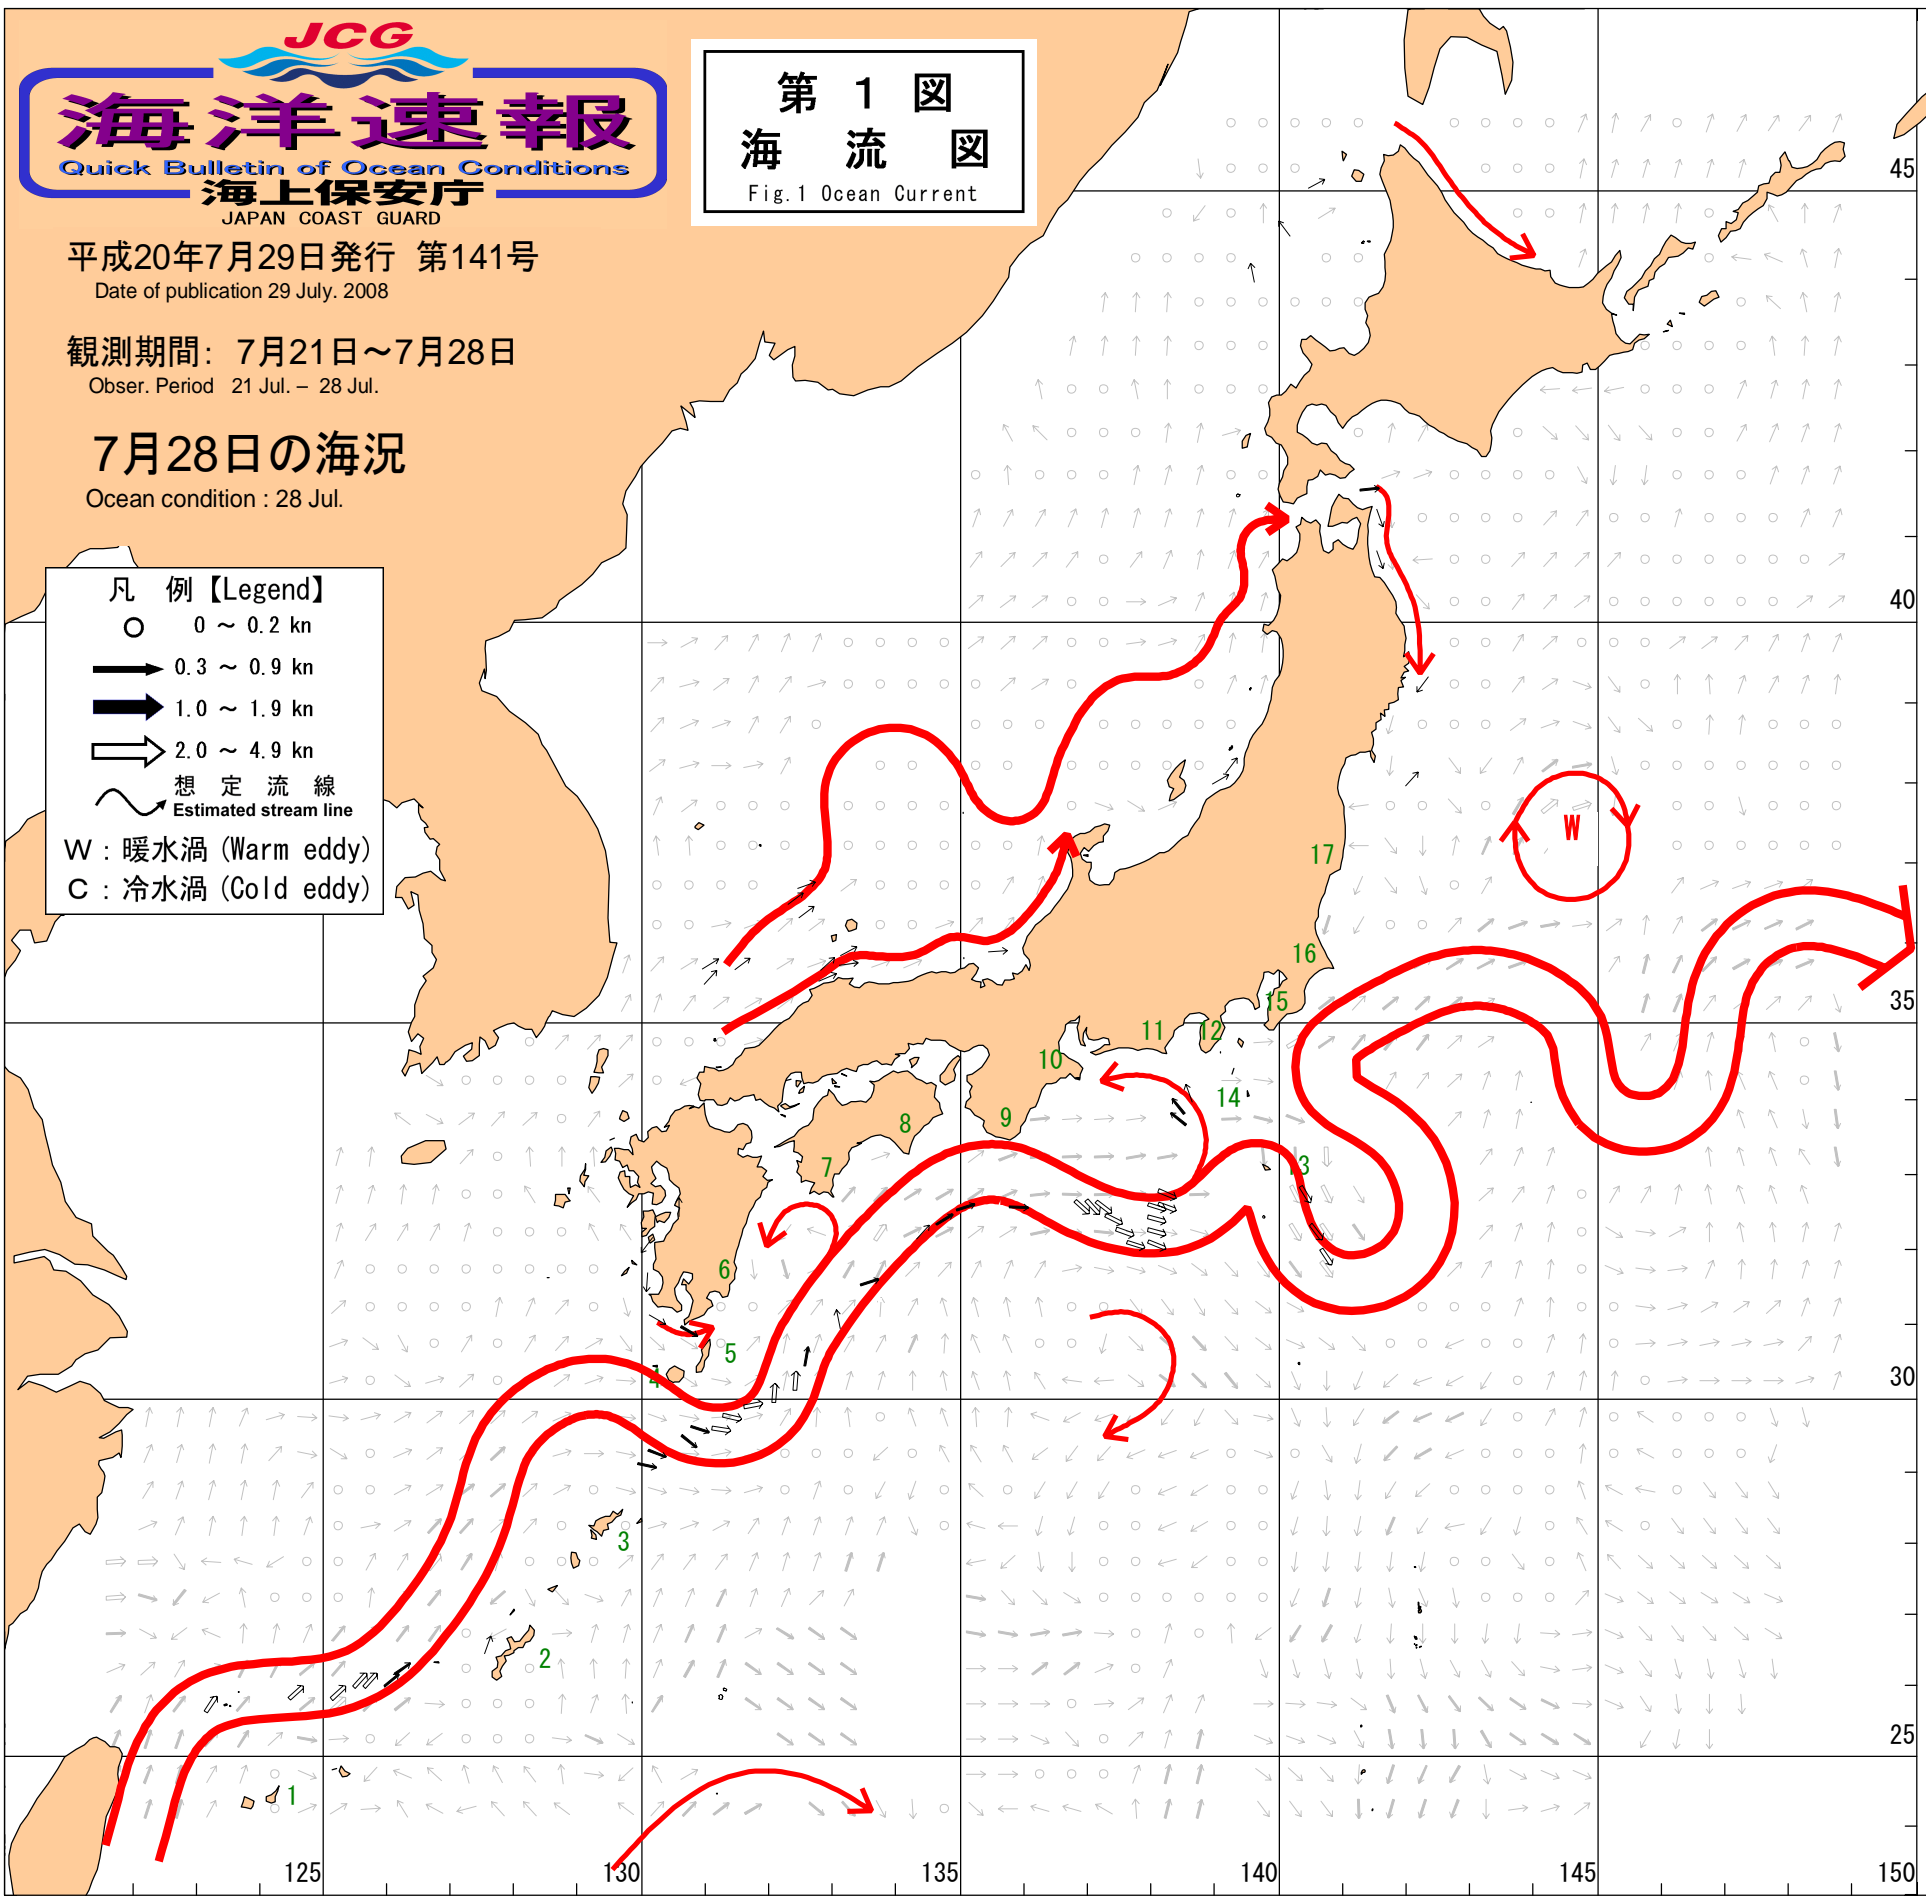 JCG
海洋速報
Quick Bulletin of Ocean Conditions
海上保安庁
JAPAN COAST GUARD
第 1 図
海 流 図
Fig.1 Ocean Current
平成20年7月29日発行 第141号
Date of publication 29 July. 2008
観測期間: 7月21日~7月28日
Obser. Period 21 Jul. – 28 Jul.
7月28日の海況
Ocean condition : 28 Jul.
凡 例【Legend】
0 ~ 0.2 kn
0.3 ~ 0.9 kn
1.0 ~ 1.9 kn
2.0 ~ 4.9 kn
想 定 流 線
Estimated stream line
W : 暖水渦 (Warm eddy)
C : 冷水渦 (Cold eddy)
45
40
W
17
16
35
15
12
11
10
14
9
8
7
13
6
5
4
30
3
2
25
1
125
130
135
140
145
150